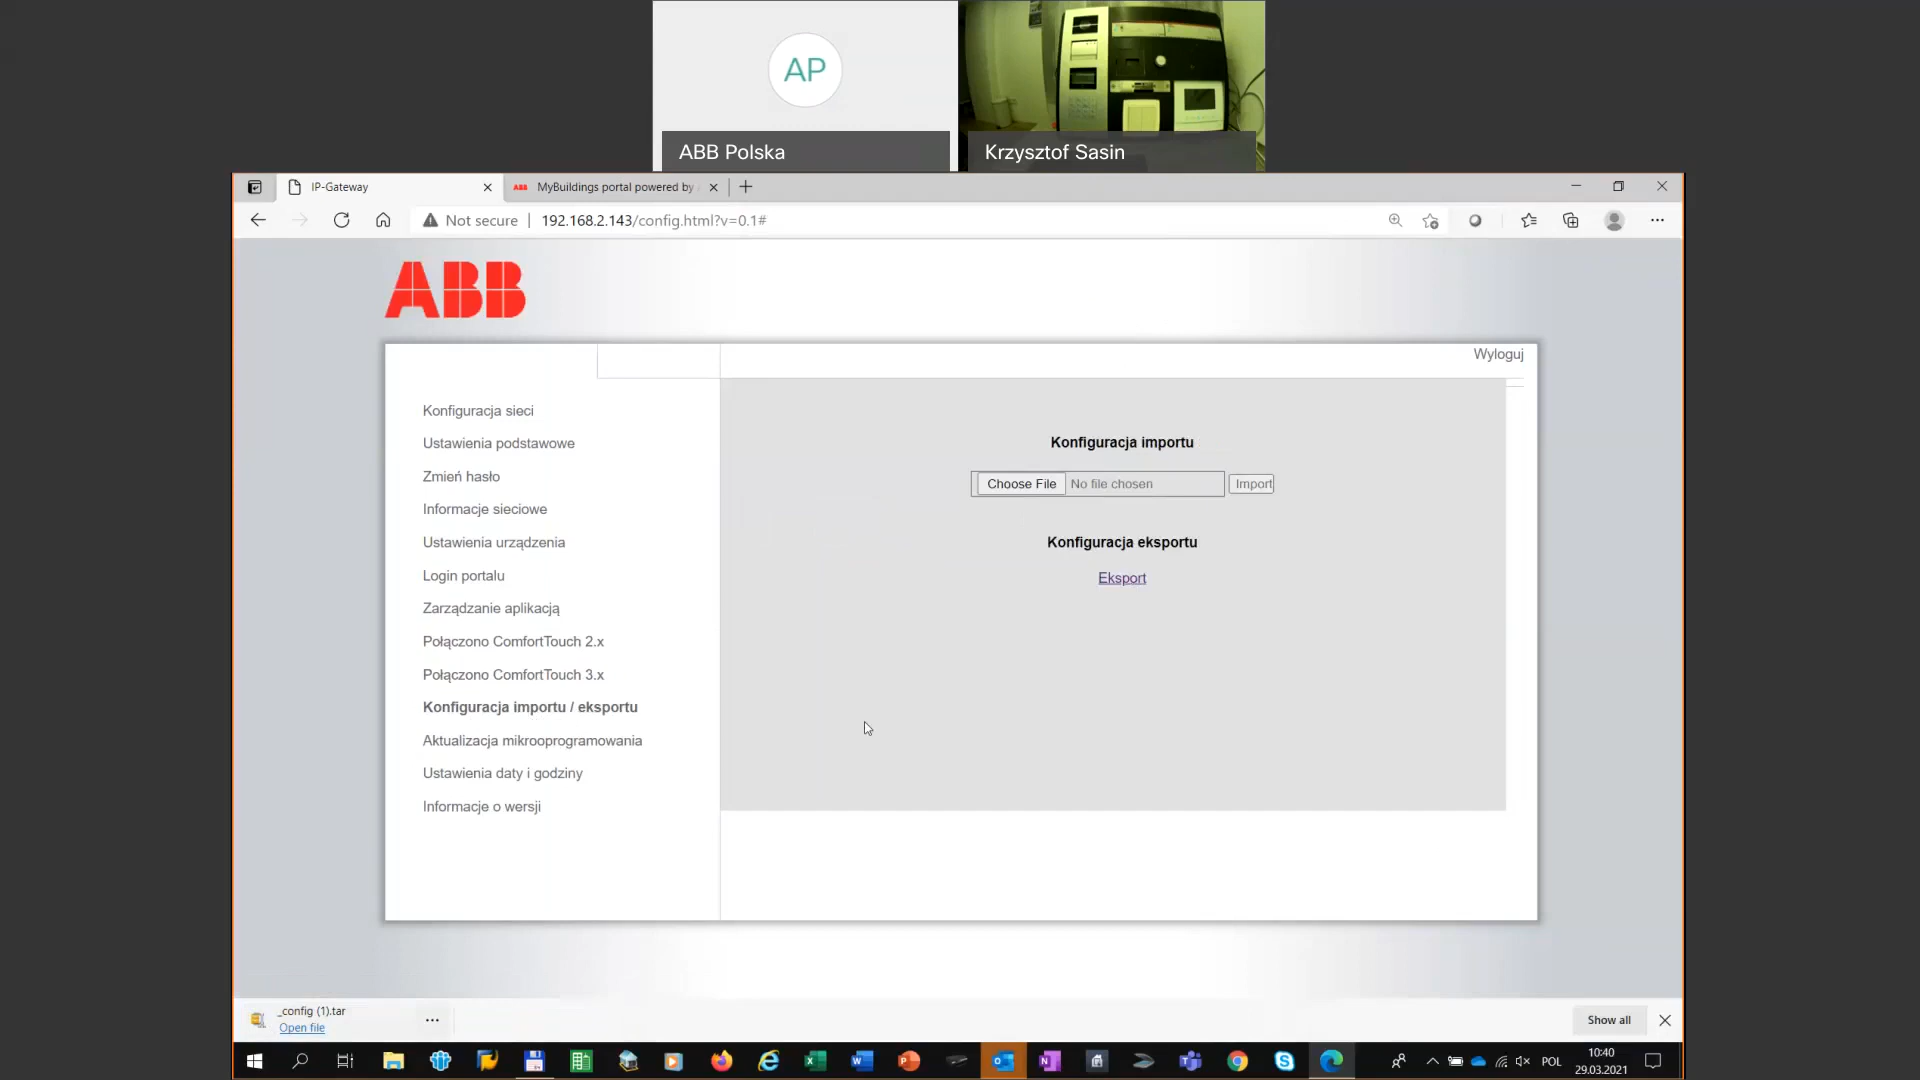 AP
ABB Polska
Krzysztof Sasin
IP-Gateway
ABB MyBuildings portal powered by
Not secure | 192.168.2.143/config.html?v=0.1#
ABB
Wyloguj
Konfiguracja sieci
Ustawienia podstawowe
Zmień hasło
Informacje sieciowe
Ustawienia urządzenia
Login portalu
Zarządzanie aplikacją
Połączono ComfortTouch 2.x
Połączono ComfortTouch 3.x
Konfiguracja importu / eksportu
Aktualizacja mikrooprogramowania
Ustawienia daty i godziny
Informacje o wersji
Konfiguracja importu
Choose File No file chosen Import
Konfiguracja eksportu
Eksport
_config (1).tar
Open file
Show all
POL
10:40
29.03.2021